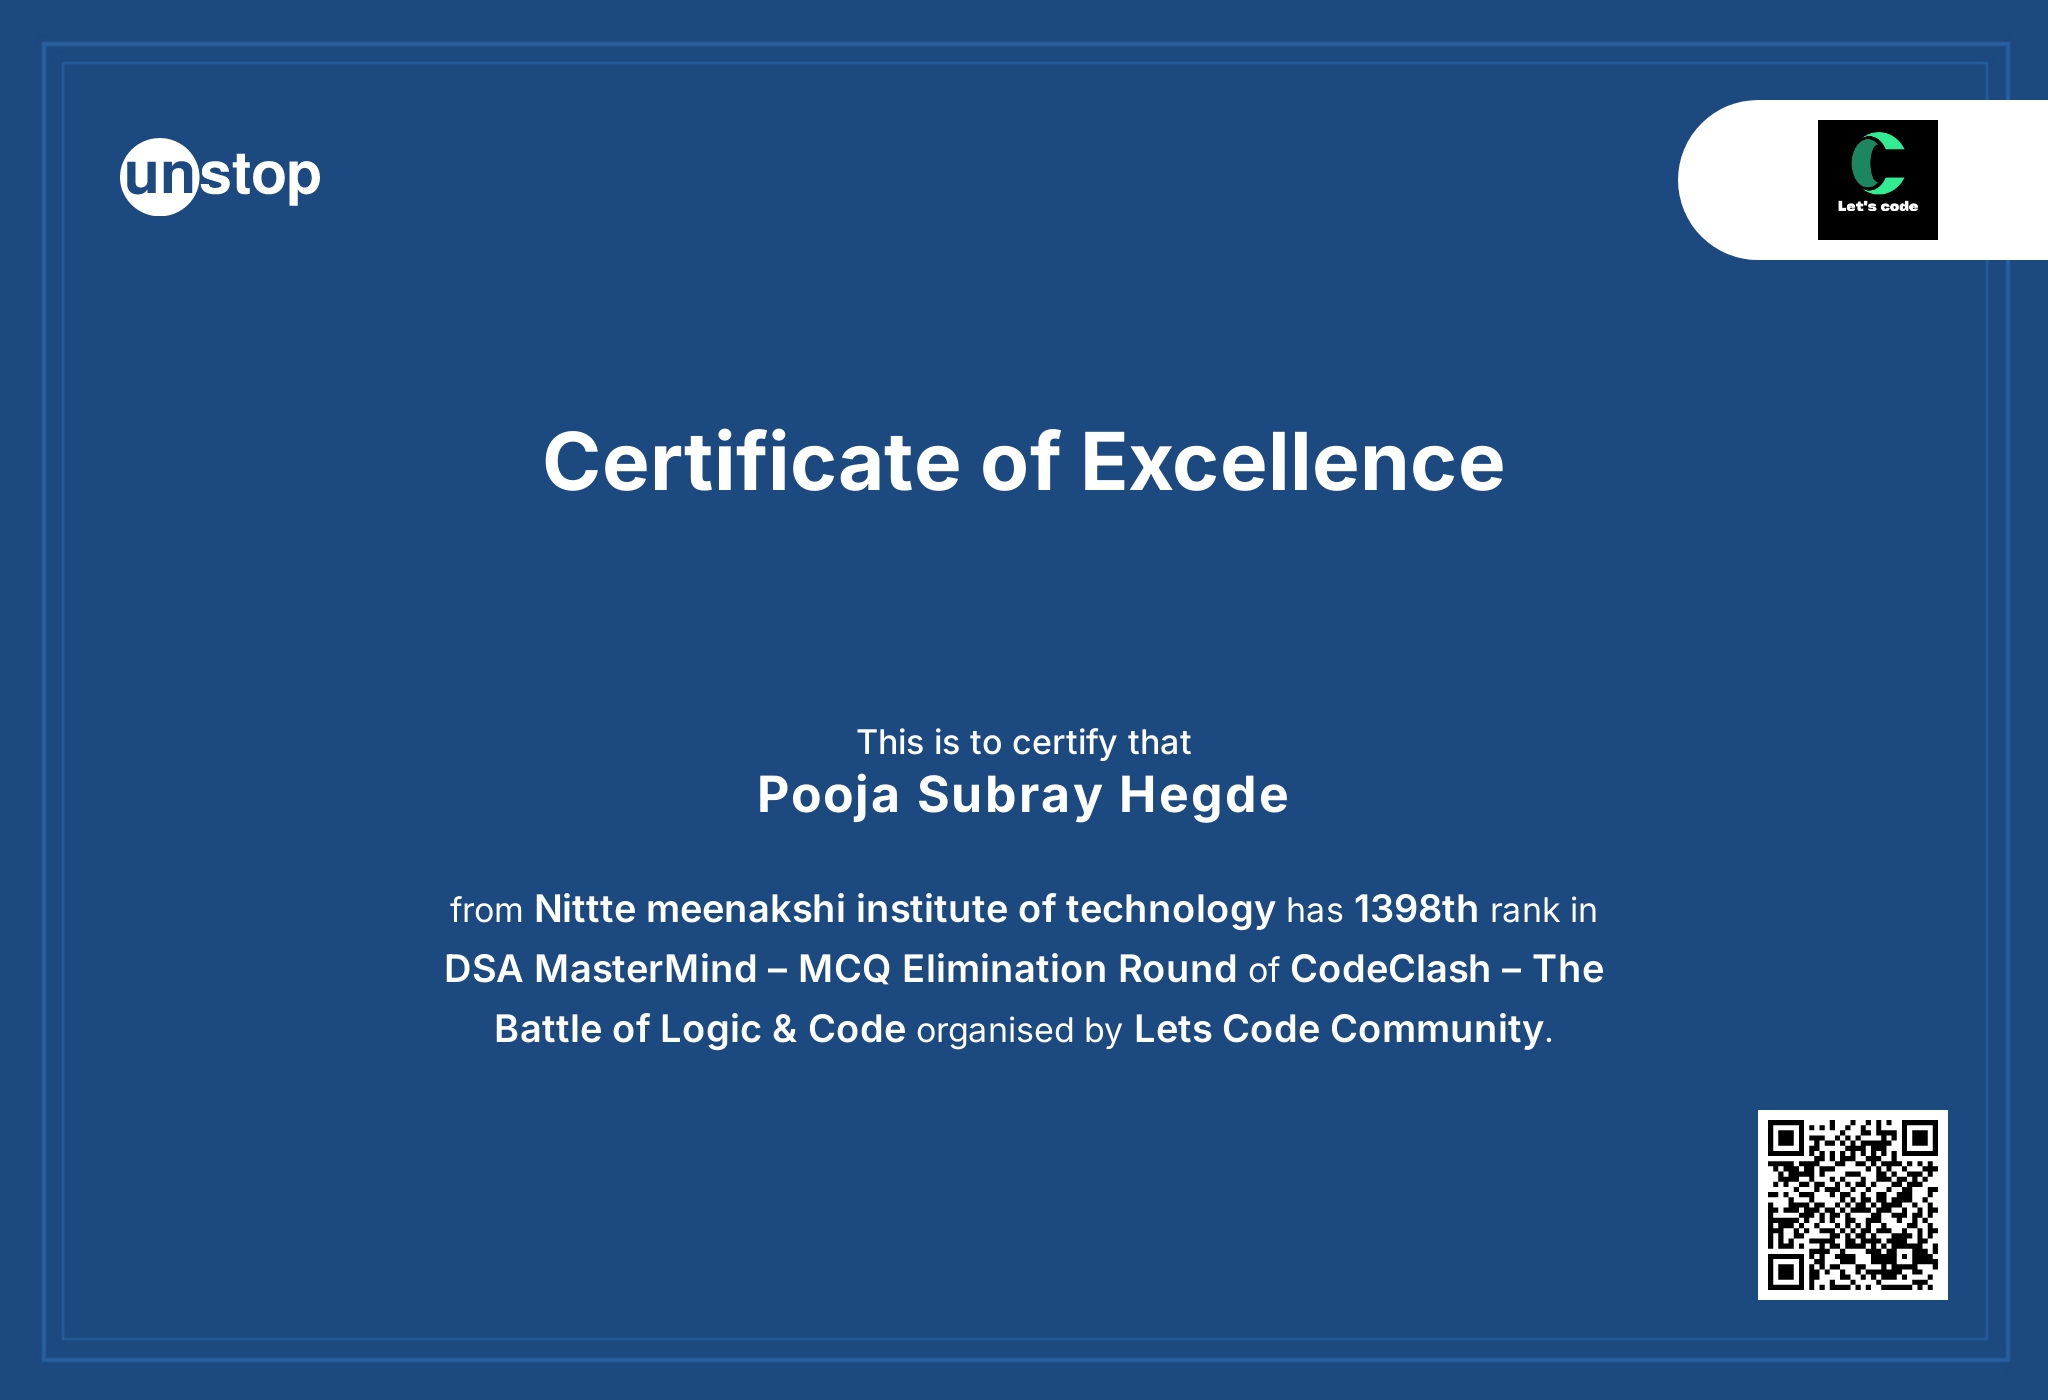 unstop
Let's code
Certificate of Excellence
This is to certify that
Pooja Subray Hegde
from Nittte meenakshi institute of technology has 1398th rank in
DSA MasterMind – MCQ Elimination Round of CodeClash – The
Battle of Logic & Code organised by Lets Code Community.